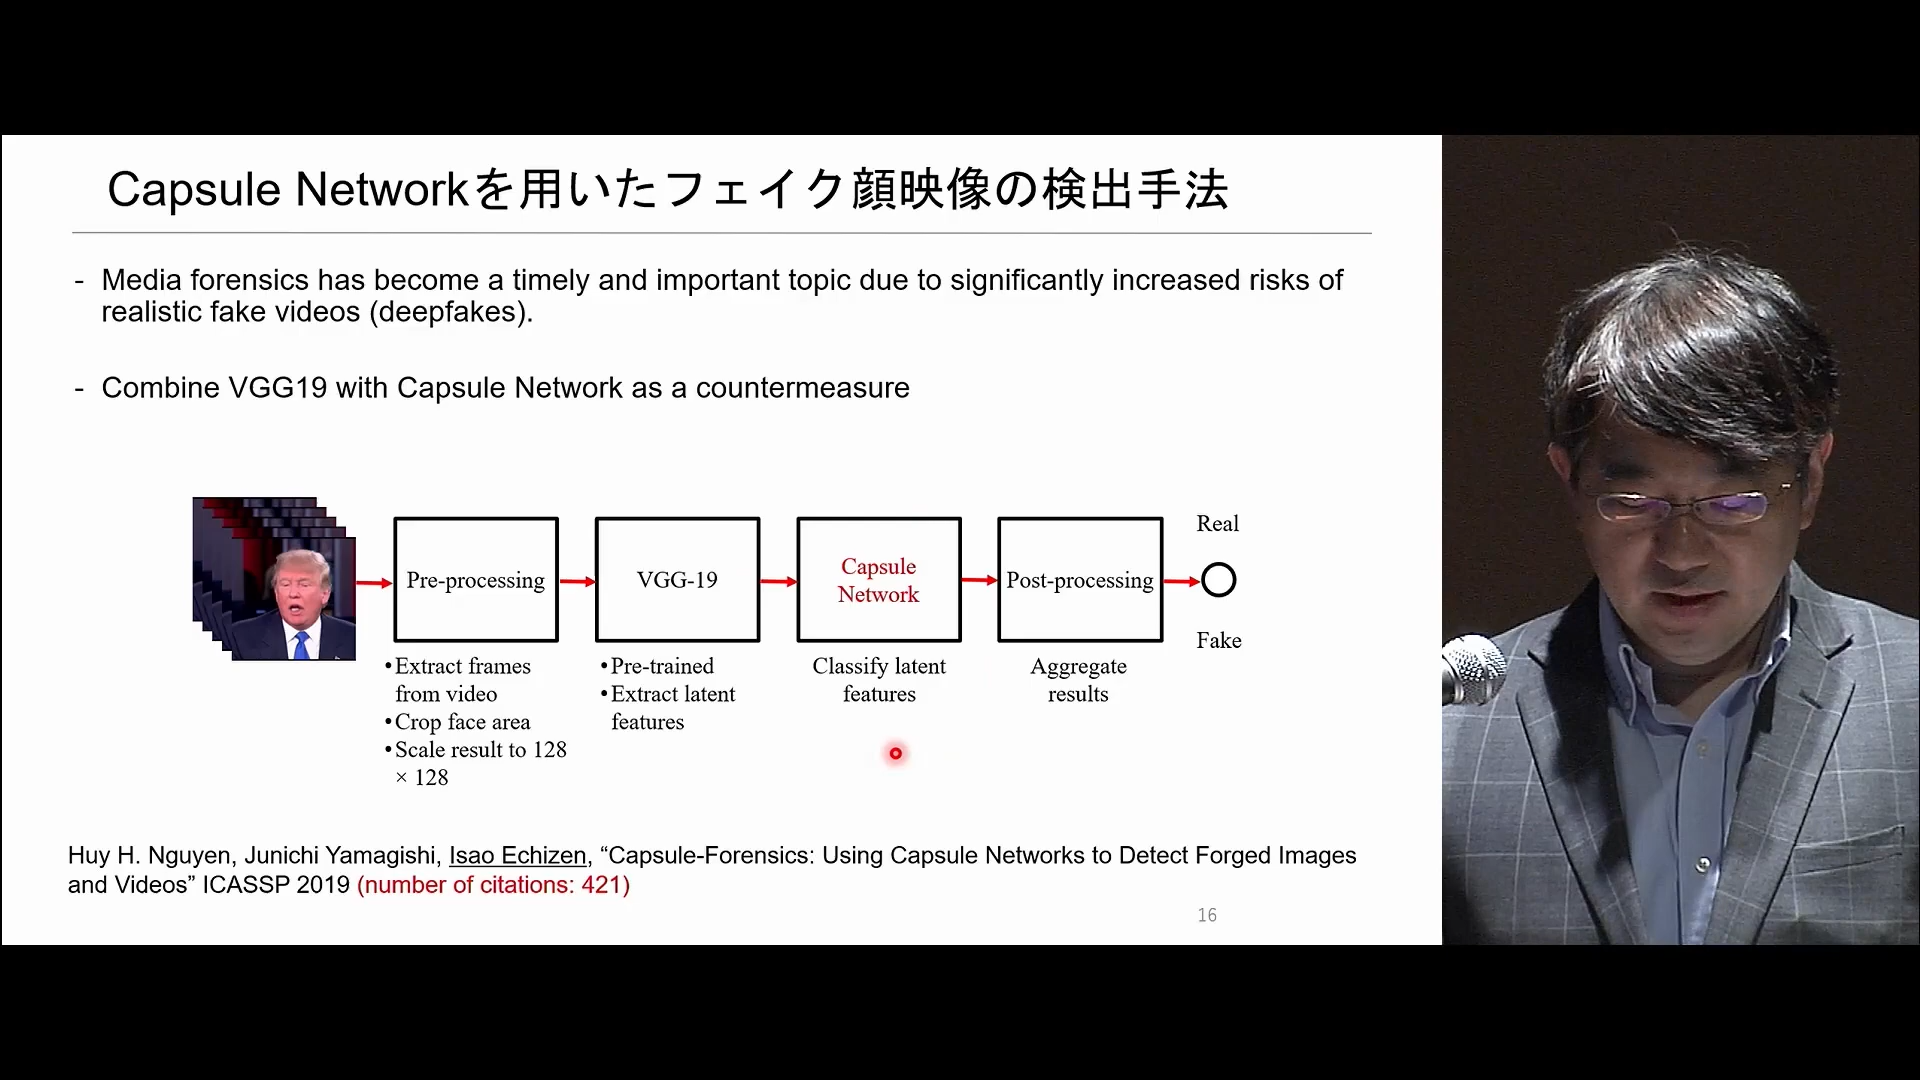 Capsule Networkを用いたフェイク顔映像の検出手法
- Media forensics has become a timely and important topic due to significantly increased risks of
realistic fake videos (deepfakes).
- Combine VGG19 with Capsule Network as a countermeasure
Pre-processing
•Extract frames
from video
•Crop face area
•Scale result to 128
× 128
VGG-19
•Pre-trained
•Extract latent
features
Capsule
Network
Classify latent
features
Post-processing
Aggregate
results
Real
Fake
Huy H. Nguyen, Junichi Yamagishi, Isao Echizen, “Capsule-Forensics: Using Capsule Networks to Detect Forged Images
and Videos” ICASSP 2019 (number of citations: 421)
16